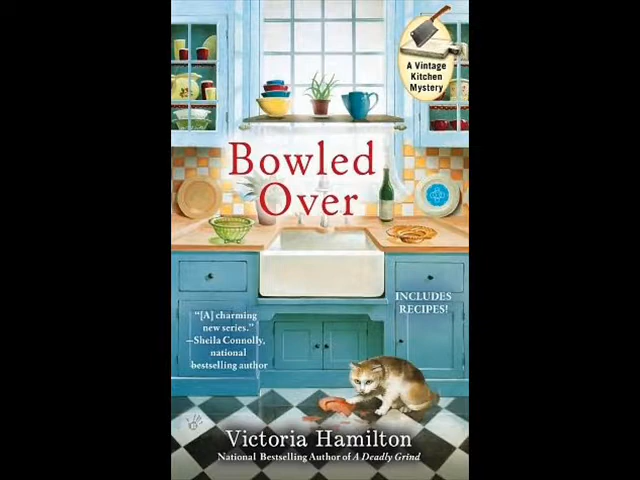 A Vintage
Kitchen
Mystery
Bowled
Over
INCLUDES
RECIPES!
“[A] charming
new series.”
—Sheila Connolly,
national
bestselling author
Victoria Hamilton
National Bestselling Author of A Deadly Grind